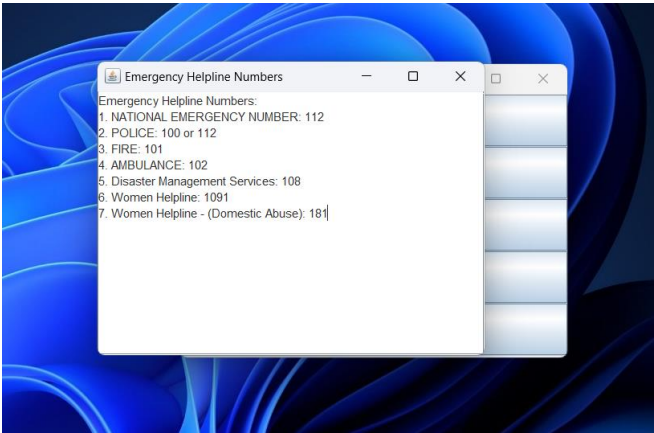 Emergency Helpline Numbers
Emergency Helpline Numbers:
1. NATIONAL EMERGENCY NUMBER: 112
2. POLICE: 100 or 112
3. FIRE: 101
4. AMBULANCE: 102
5. Disaster Management Services: 108
6. Women Helpline: 1091
7. Women Helpline - (Domestic Abuse): 181